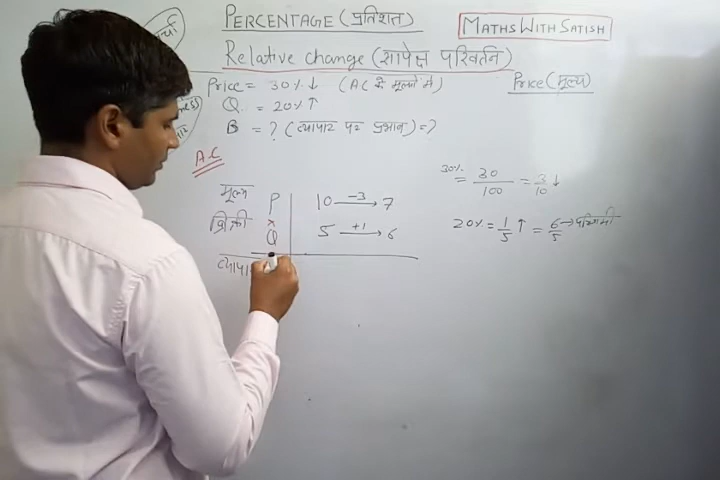 PERCENTAGE (प्रतिशत)
MATHS WITH SATISH
Relative change (सापेक्ष परिवर्तन)
Price = 30% ↓ (AC के मूल्यों में)
Price (मूल्य)
Q = 20% ↑
B = ? (व्यापार पर प्रभाव) = ?
AC
30% = 30/100 = 3/10 ↓
मूल्य P 10 -3→ 7
×
बिक्री Q 5 +1→ 6
20% = 1/5 ↑ = 6/5 →